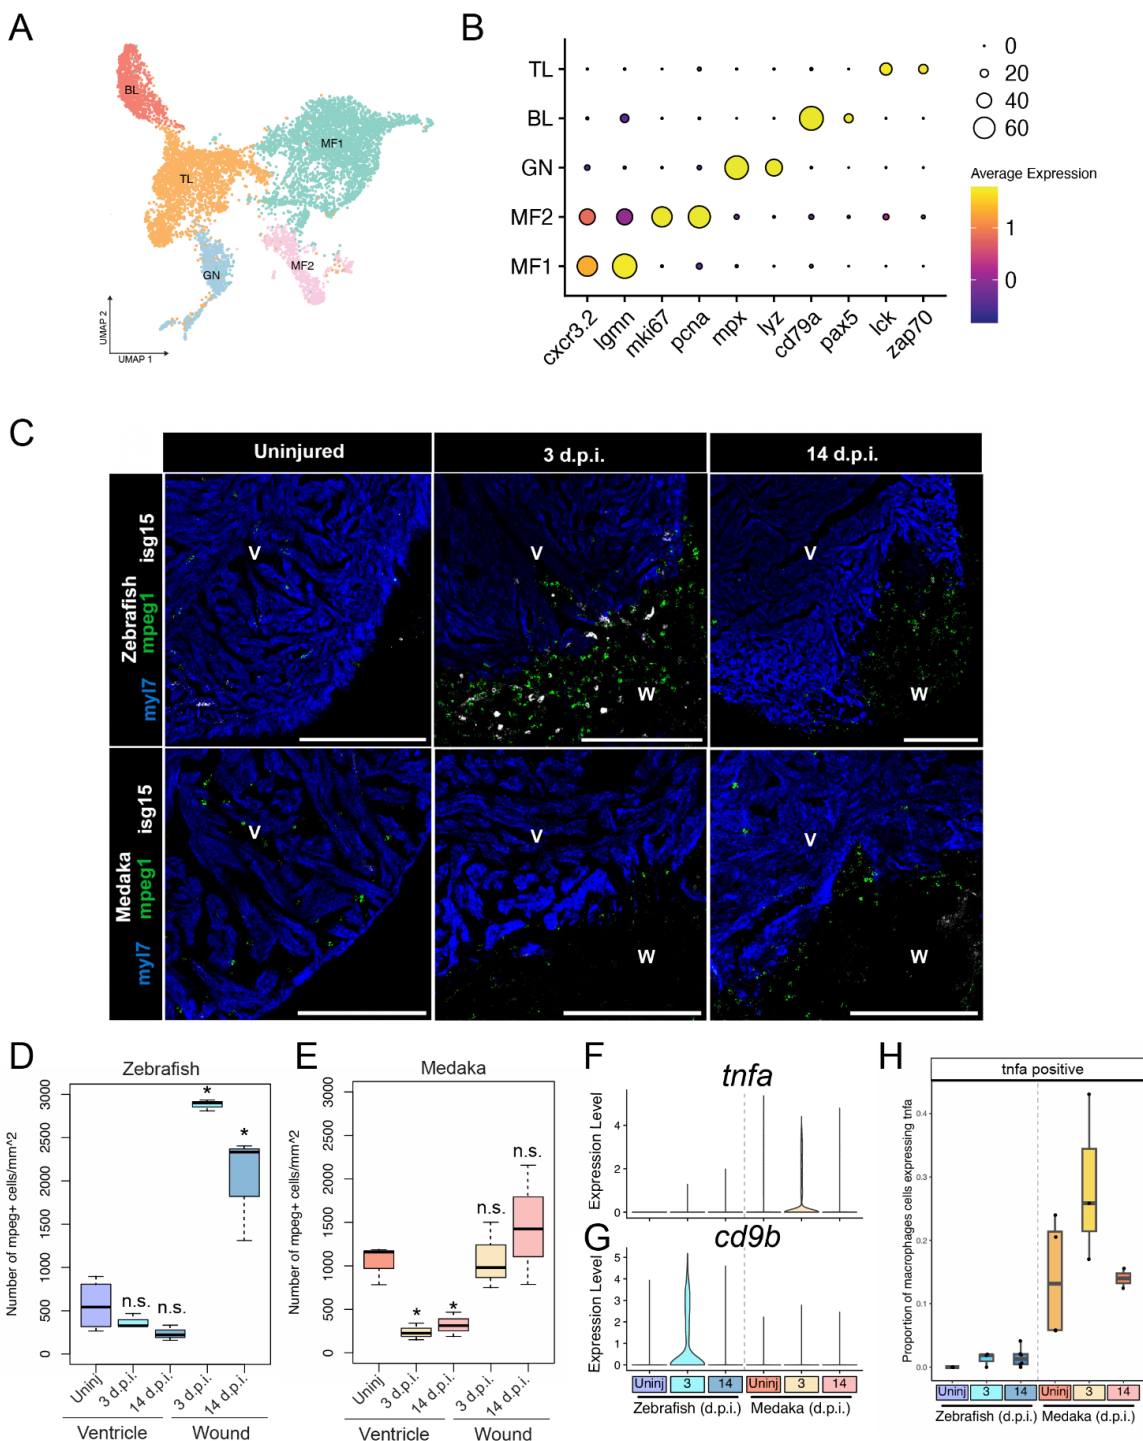 A
BL
MF1
TL
MF2
GN
UMAP 2
UMAP 1
B
TL
BL
GN
MF2
MF1
cxcr3.2
lgmn
mki67
pcna
mpx
lyz
cd79a
pax5
lck
zap70
0
20
40
60
Average Expression
1
0
C
Uninjured
3 d.p.i.
14 d.p.i.
Zebrafish
myl7 mpeg1 isg15
V
V
W
V
W
Medaka
myl7 mpeg1 isg15
V
V
W
V
W
D
Zebrafish
Number of mpeg+ cells/mm^2
3000
2500
2000
1500
1000
500
0
n.s.
n.s.
*
*
Uninj
3 d.p.i.
14 d.p.i.
3 d.p.i.
14 d.p.i.
Ventricle
Wound
E
Medaka
Number of mpeg+ cells/mm^2
3000
2500
2000
1500
1000
500
0
*
*
n.s.
n.s.
Uninj
3 d.p.i.
14 d.p.i.
3 d.p.i.
14 d.p.i.
Ventricle
Wound
F
tnfa
Expression Level
4
2
0
G
cd9b
Expression Level
5
4
3
2
1
0
Uninj 3 14 Uninj 3 14
Zebrafish (d.p.i.) Medaka (d.p.i.)
H
tnfa positive
Proportion of macrophages cells expressing tnfa
0.4
0.3
0.2
0.1
0.0
Uninj 3 14 Uninj 3 14
Zebrafish (d.p.i.) Medaka (d.p.i.)